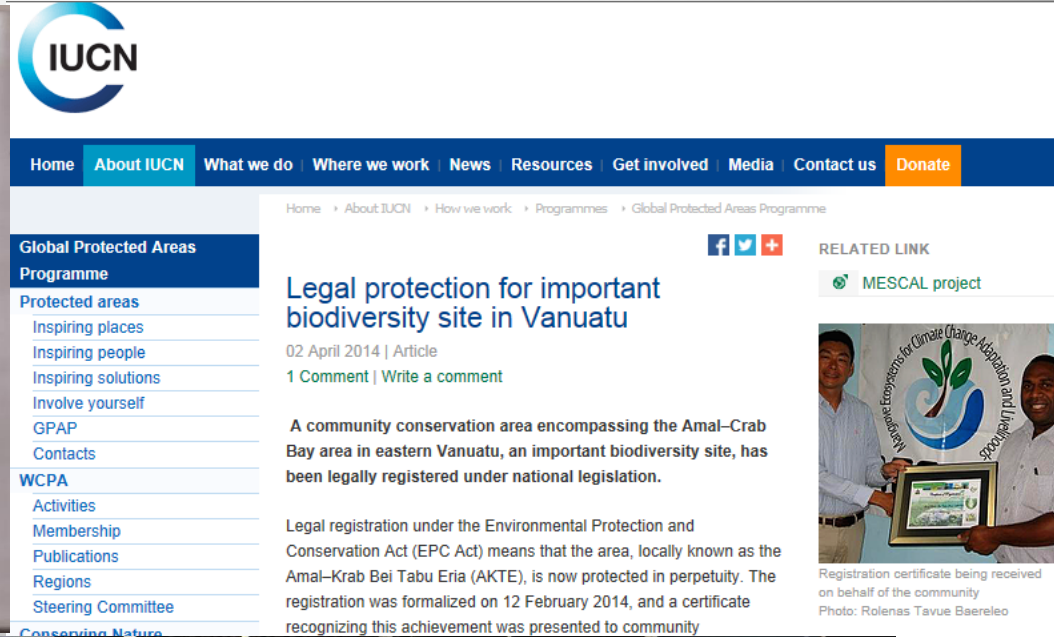 IUCN
Home About IUCN What we do Where we work News Resources Get involved Media Contact us Donate
Home About IUCN How we work Programmes Global Protected Areas Programme
Global Protected Areas
Programme
Protected areas
Inspiring places
Inspiring people
Inspiring solutions
Involve yourself
GPAP
Contacts
WCPA
Activities
Membership
Publications
Regions
Steering Committee
Conserving Nature
Legal protection for important
biodiversity site in Vanuatu
02 April 2014 | Article
1 Comment | Write a comment
A community conservation area encompassing the Amal–Crab
Bay area in eastern Vanuatu, an important biodiversity site, has
been legally registered under national legislation.
Legal registration under the Environmental Protection and
Conservation Act (EPC Act) means that the area, locally known as the
Amal–Krab Bei Tabu Eria (AKTE), is now protected in perpetuity. The
registration was formalized on 12 February 2014, and a certificate
recognizing this achievement was presented to community
RELATED LINK
MESCAL project
Mangrove Ecosystems for Climate Change Adaptation and Livelihoods
Registration certificate being received
on behalf of the community
Photo: Rolenas Tavue Baereleo